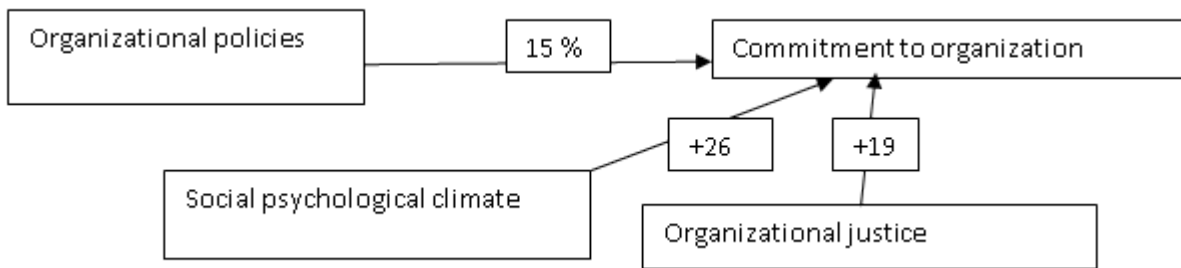 Organizational policies
15 %
Commitment to organization
+26
+19
Social psychological climate
Organizational justice